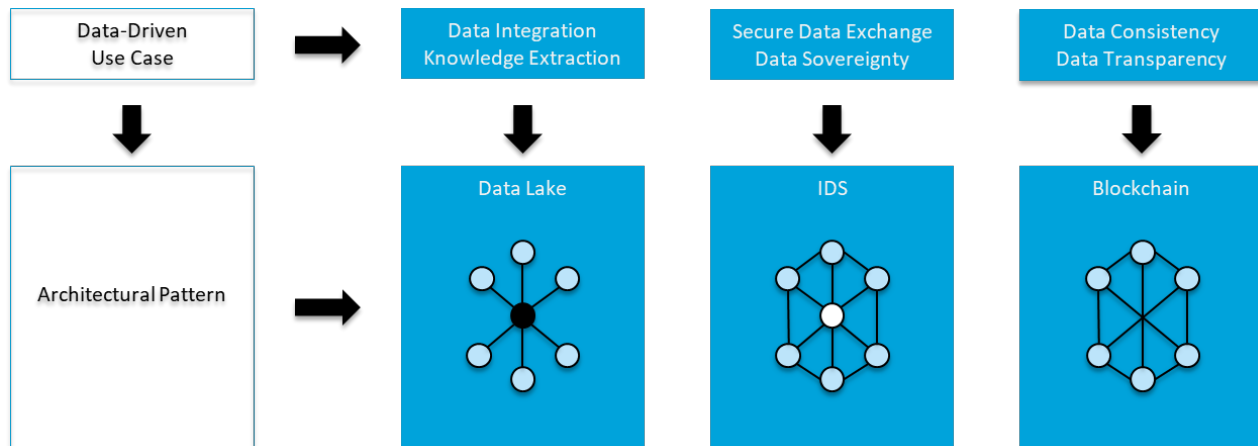 Data-Driven
Use Case
Data Integration
Knowledge Extraction
Secure Data Exchange
Data Sovereignty
Data Consistency
Data Transparency
Architectural Pattern
Data Lake
IDS
Blockchain